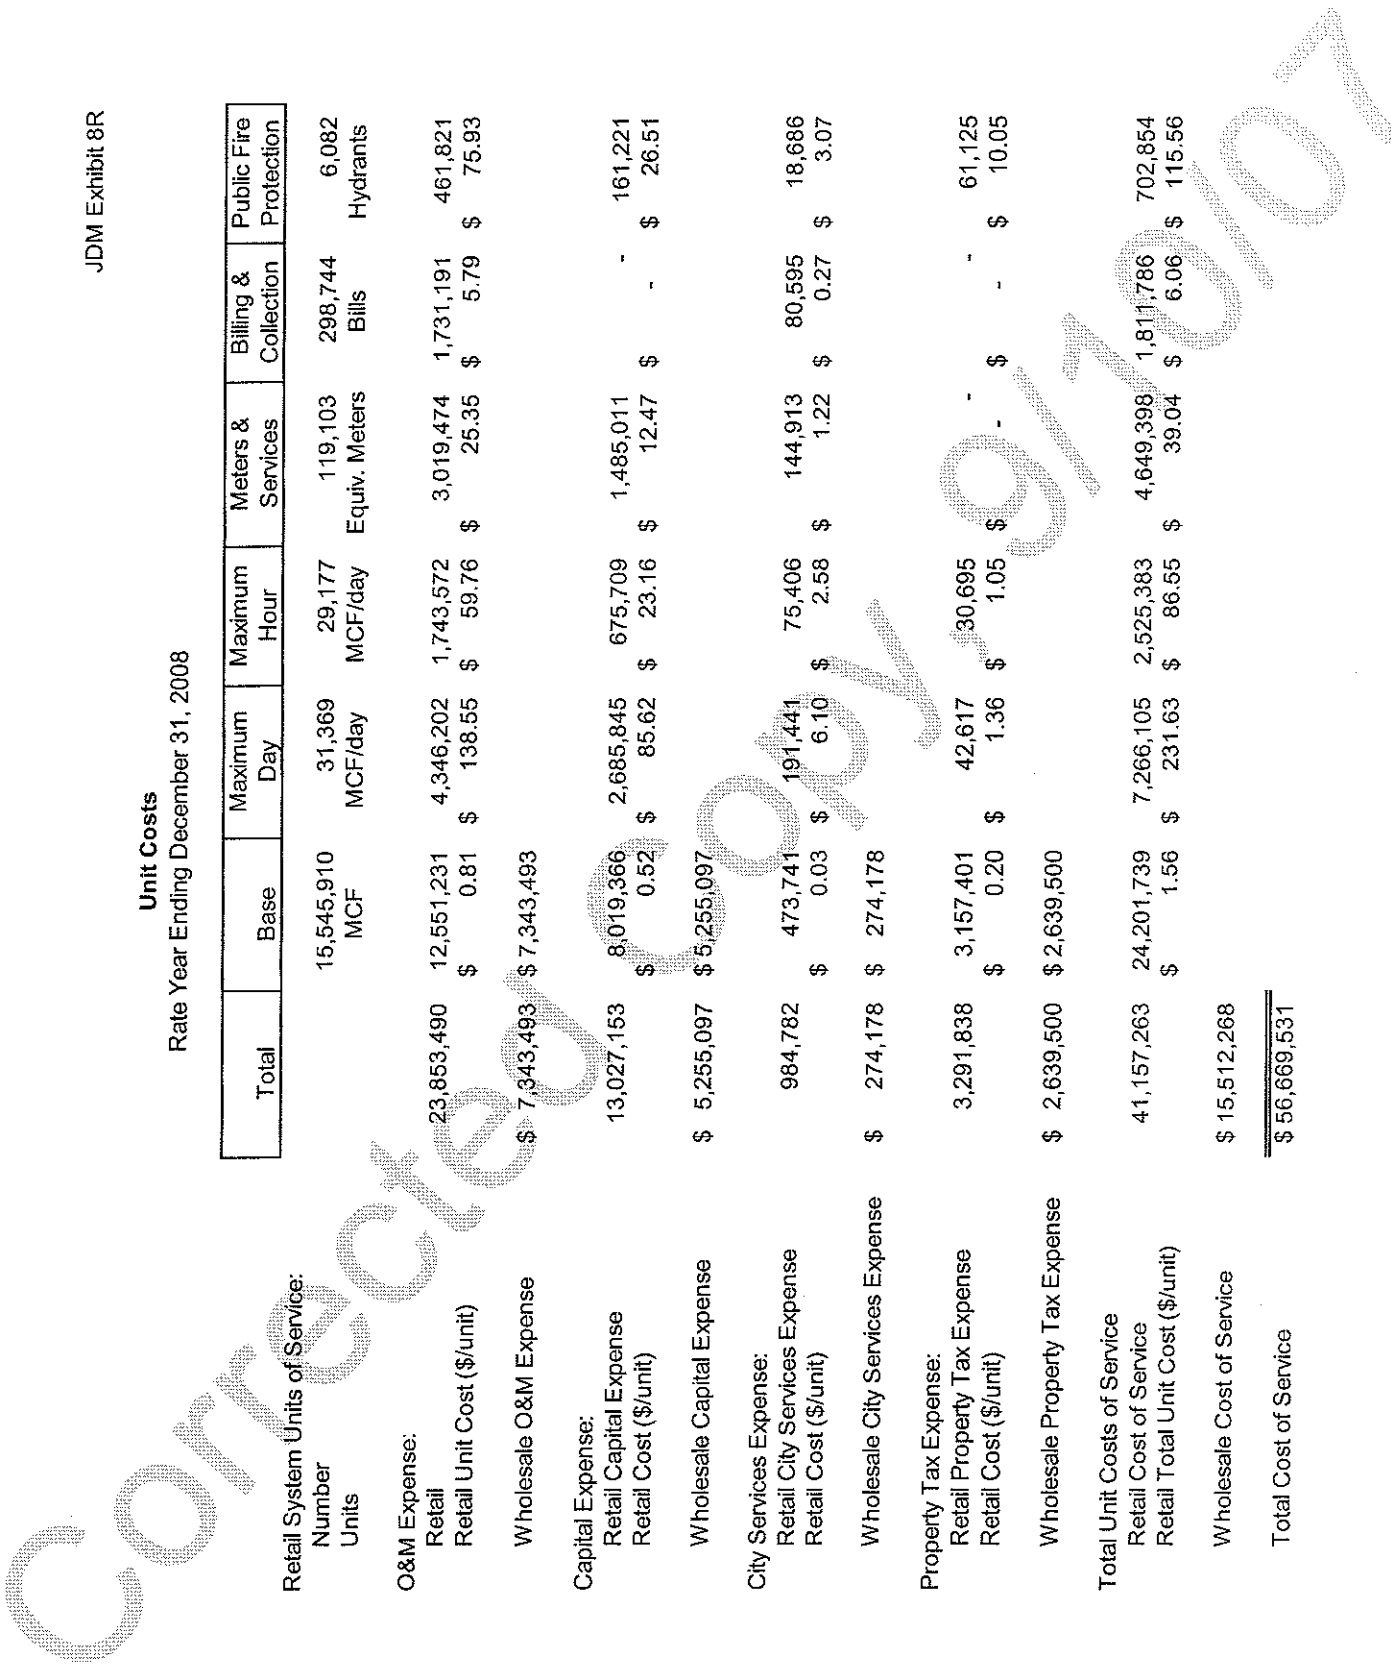 JDM Exhibit 8R
Unit Costs
Rate Year Ending December 31, 2008
Total Base Maximum Day Maximum Hour Meters & Services Billing & Collection Public Fire Protection
Retail System Units of Service:
Number 15,545,910 31,369 29,177 119,103 298,744 6,082
Units MCF MCF/day MCF/day Equiv. Meters Bills Hydrants
O&M Expense:
Retail 23,853,490 12,551,231 4,346,202 1,743,572 3,019,474 1,731,191 461,821
Retail Unit Cost ($/unit) $ 0.81 $ 138.55 $ 59.76 $ 25.35 $ 5.79 $ 75.93
Wholesale O&M Expense $ 7,343,493 $ 7,343,493
Capital Expense:
Retail Capital Expense 13,027,153 8,019,366 2,685,845 675,709 1,485,011 - 161,221
Retail Cost ($/unit) $ 0.52 $ 85.62 $ 23.16 $ 12.47 $ - $ 26.51
Wholesale Capital Expense $ 5,255,097 $ 5,255,097
City Services Expense:
Retail City Services Expense 984,782 473,741 191,441 75,406 144,913 80,595 18,686
Retail Cost ($/unit) $ 0.03 $ 6.10 $ 2.58 $ 1.22 $ 0.27 $ 3.07
Wholesale City Services Expense $ 274,178 $ 274,178
Property Tax Expense:
Retail Property Tax Expense 3,291,838 3,157,401 42,617 30,695 - - 61,125
Retail Cost ($/unit) $ 0.20 $ 1.36 $ 1.05 $ - $ - $ 10.05
Wholesale Property Tax Expense $ 2,639,500 $ 2,639,500
Total Unit Costs of Service
Retail Cost of Service 41,157,263 24,201,739 7,266,105 2,525,383 4,649,398 1,811,786 702,854
Retail Total Unit Cost ($/unit) $ 1.56 $ 231.63 $ 86.55 $ 39.04 $ 6.06 $ 115.56
Wholesale Cost of Service $ 15,512,268
Total Cost of Service $ 56,669,531
Corrected Copy, 9/10/07